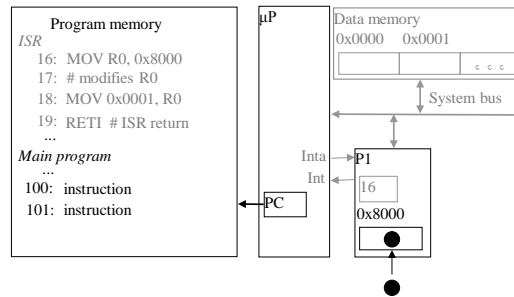 Program memory
ISR
16: MOV R0, 0x8000
17: # modifies R0
18: MOV 0x0001, R0
19: RETI # ISR return
...
Main program
...
100: instruction
101: instruction
μP
Inta
Int
PC
Data memory
0x0000 0x0001
System bus
P1
16
0x8000